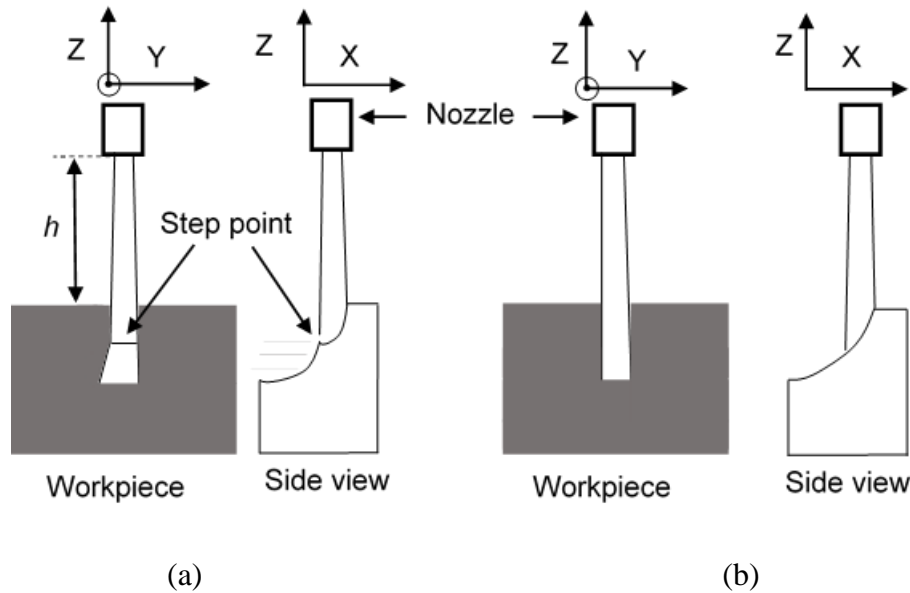 Z Y Z X Z Y Z X
Nozzle
h
Step point
Workpiece Side view Workpiece Side view
(a) (b)